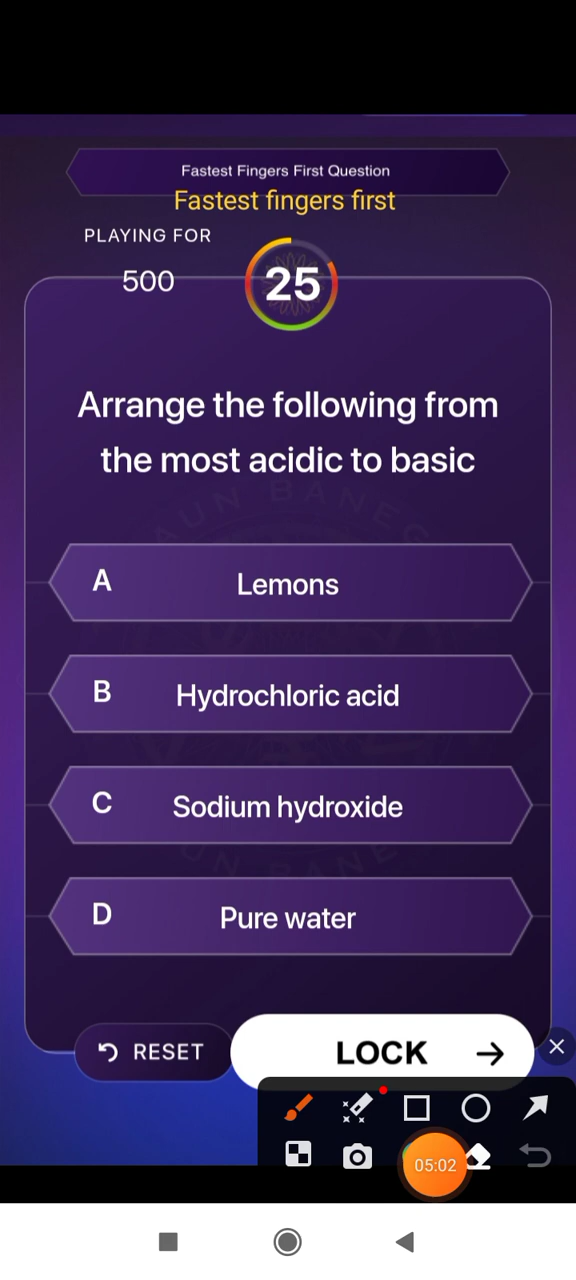 Fastest Fingers First Question
Fastest fingers first
PLAYING FOR
500
25
Arrange the following from
the most acidic to basic
A Lemons
B Hydrochloric acid
C Sodium hydroxide
D Pure water
RESET
LOCK
05:02